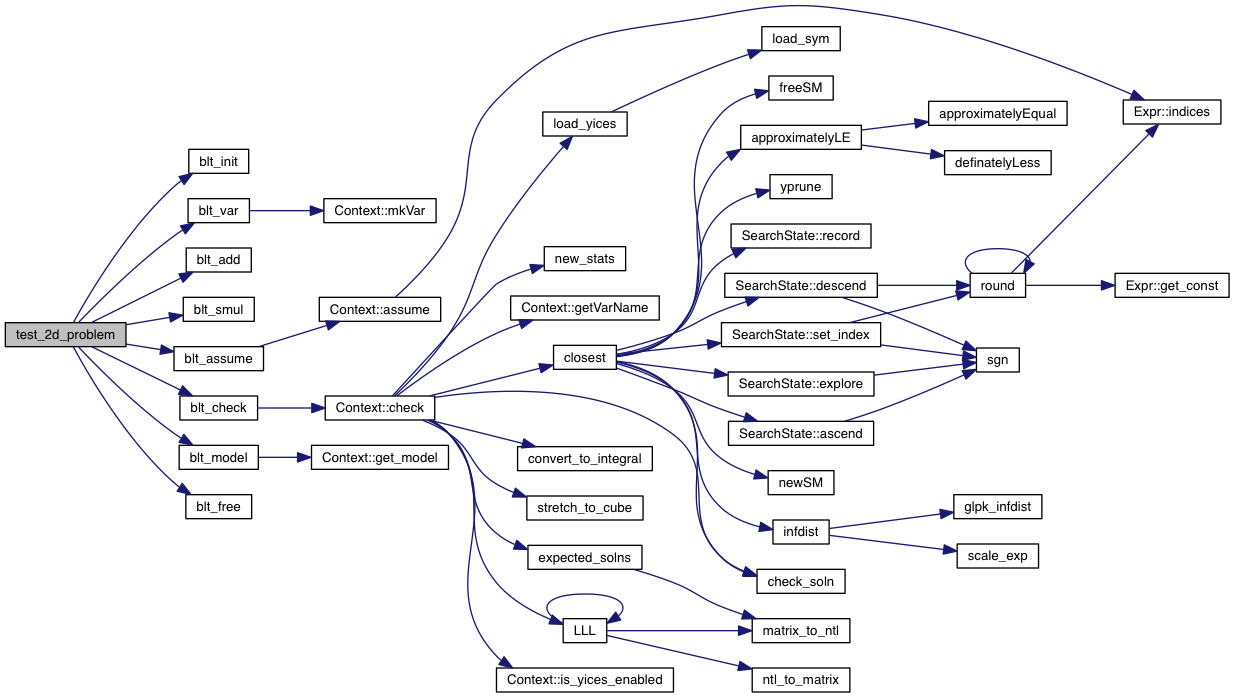 test_2d_problem
blt_init
blt_var
blt_add
blt_smul
blt_assume
blt_check
blt_model
blt_free
Context::mkVar
Context::assume
Context::check
Context::get_model
load_yices
new_stats
Context::getVarName
closest
convert_to_integral
stretch_to_cube
expected_solns
LLL
Context::is_yices_enabled
load_sym
freeSM
approximatelyLE
yprune
SearchState::record
SearchState::descend
SearchState::set_index
SearchState::explore
SearchState::ascend
newSM
infdist
check_soln
matrix_to_ntl
ntl_to_matrix
approximatelyEqual
definatelyLess
round
sgn
glpk_infdist
scale_exp
Expr::indices
Expr::get_const